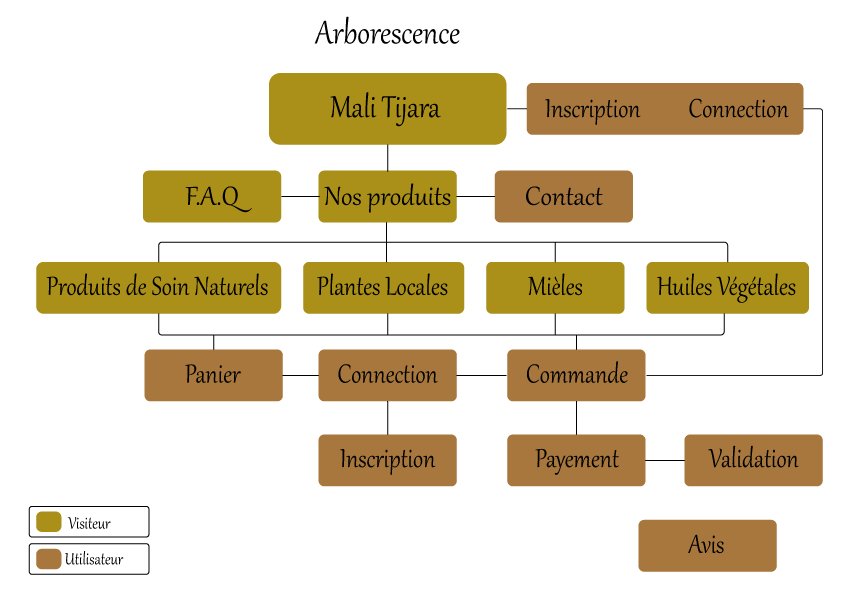 Arborescence
Mali Tijara
Inscription Connection
F.A.Q
Nos produits
Contact
Produits de Soin Naturels
Plantes Locales
Mièles
Huiles Végétales
Panier
Connection
Commande
Inscription
Payement
Validation
Visiteur
Utilisateur
Avis